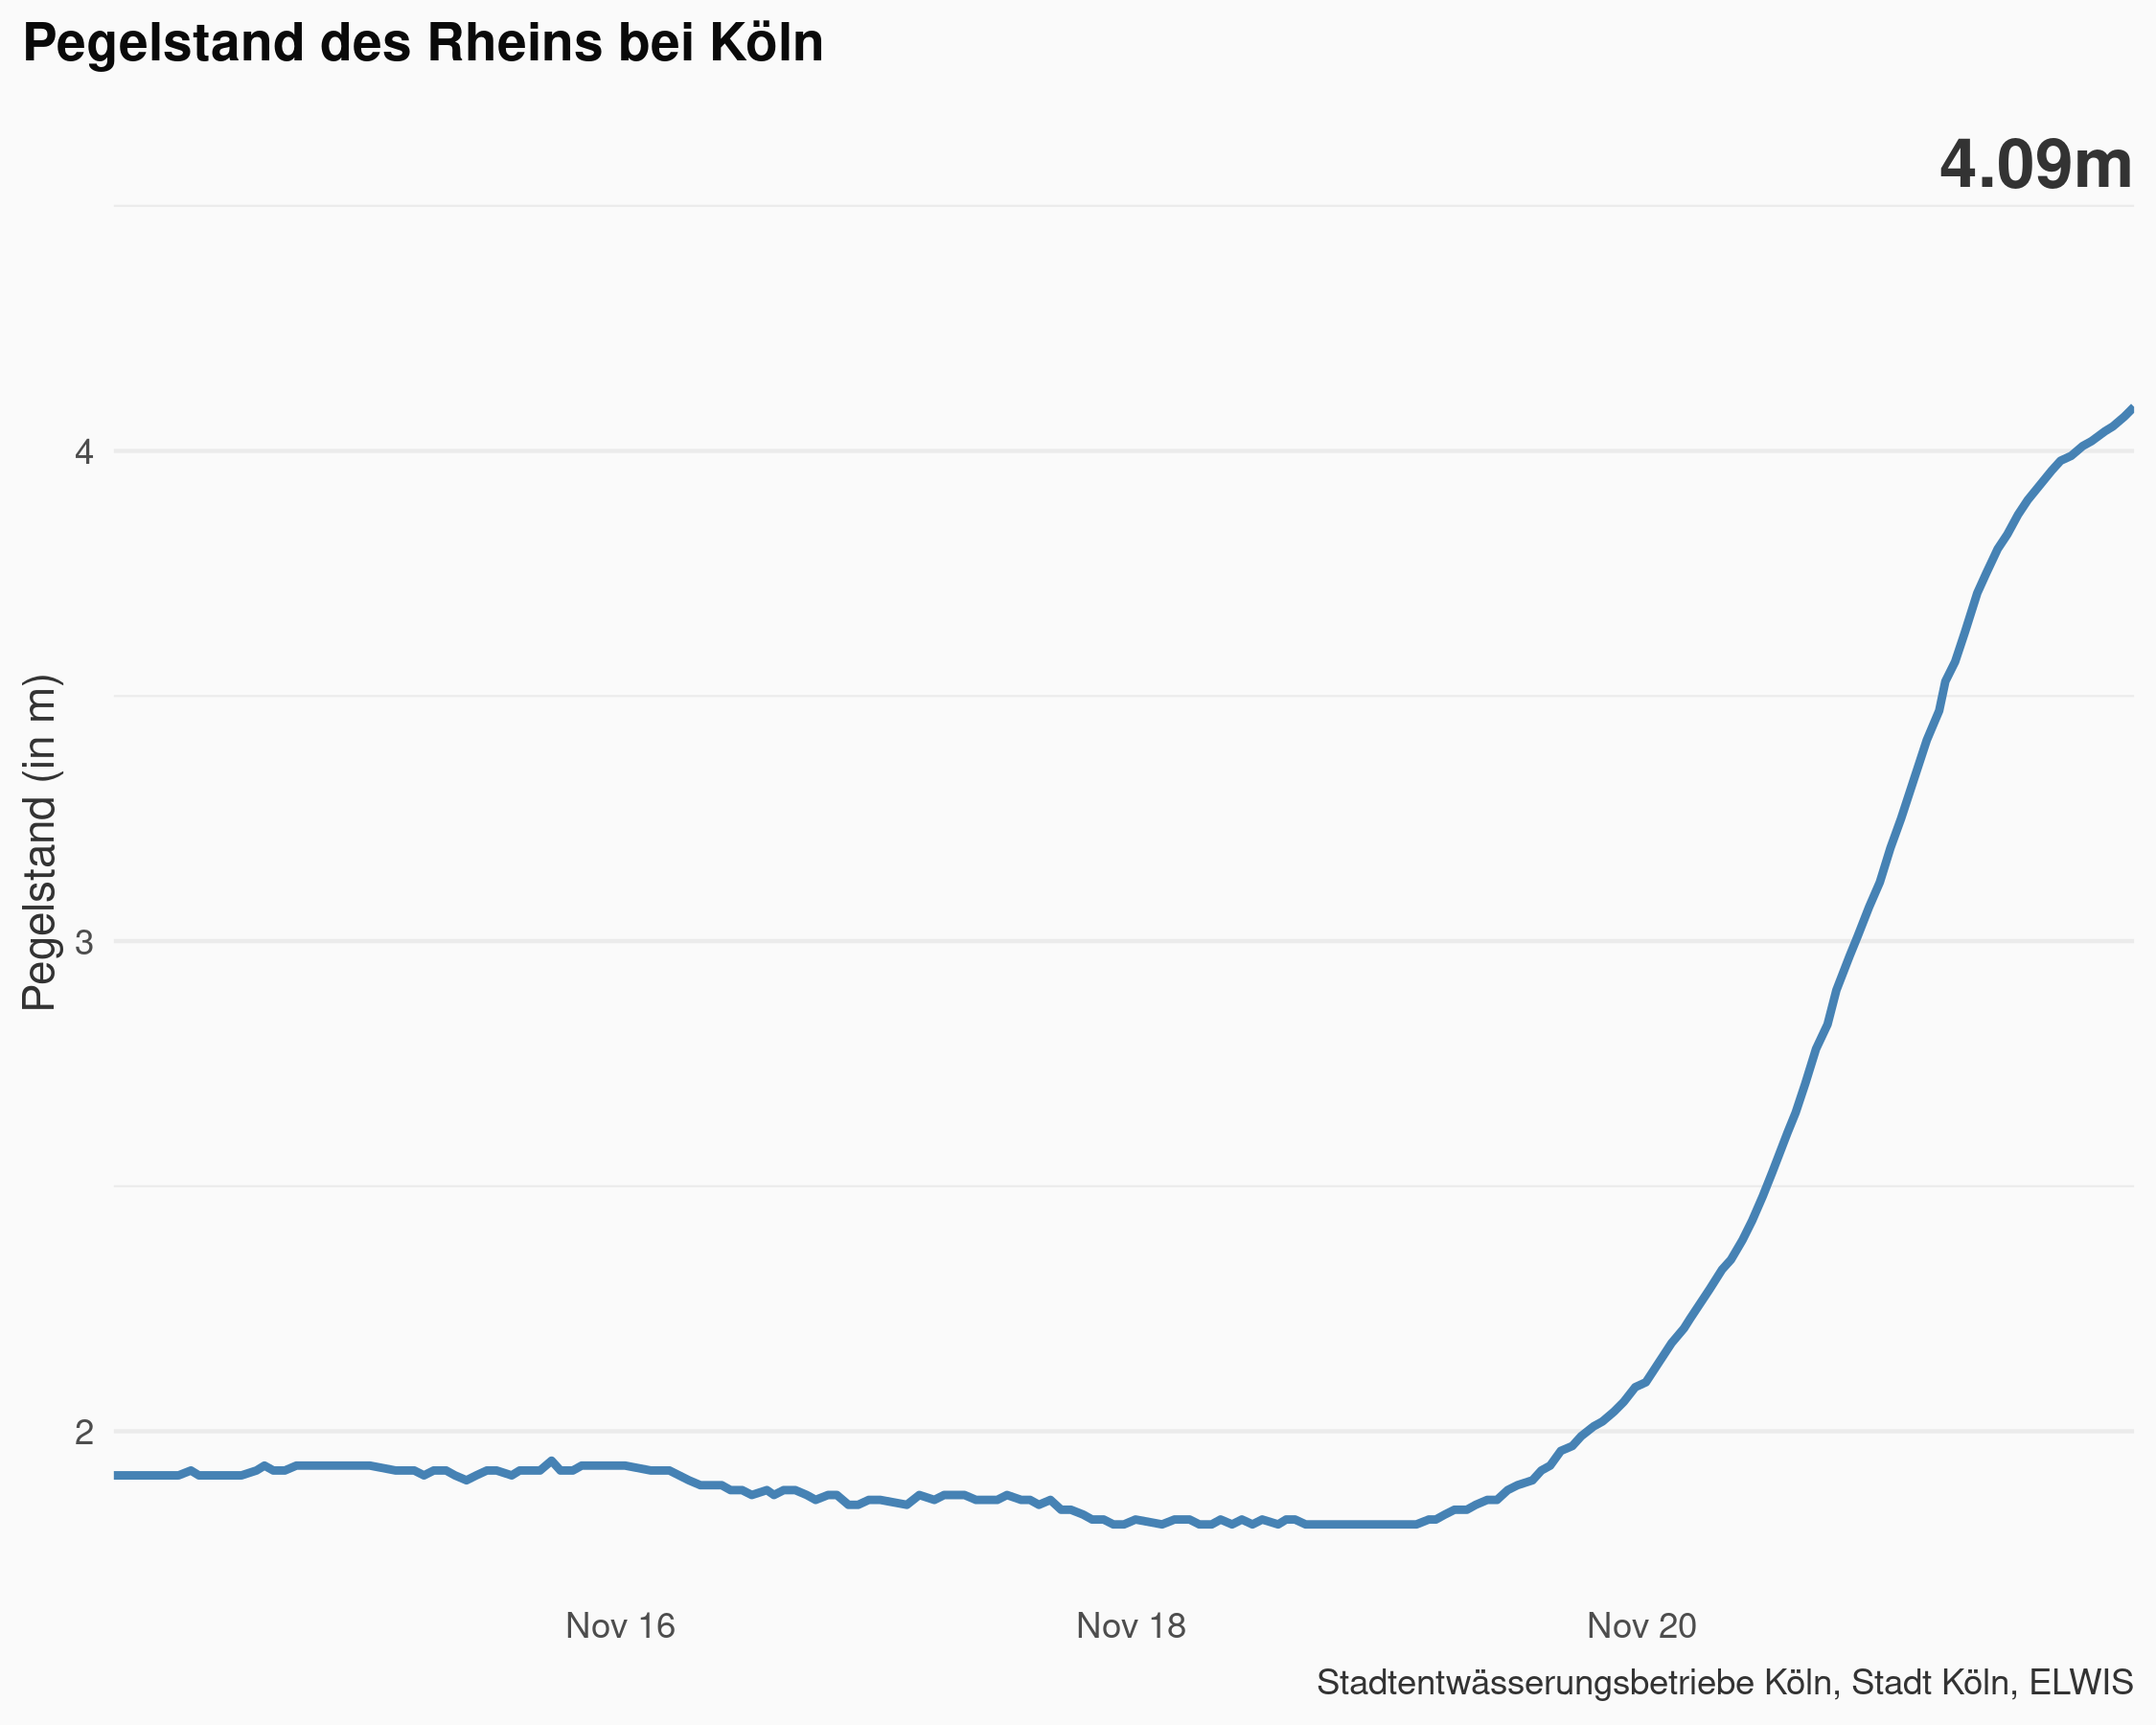 Pegelstand des Rheins bei Köln
4.09m
Pegelstand (in m)
4
3
2
Nov 16
Nov 18
Nov 20
Stadtentwässerungsbetriebe Köln, Stadt Köln, ELWIS